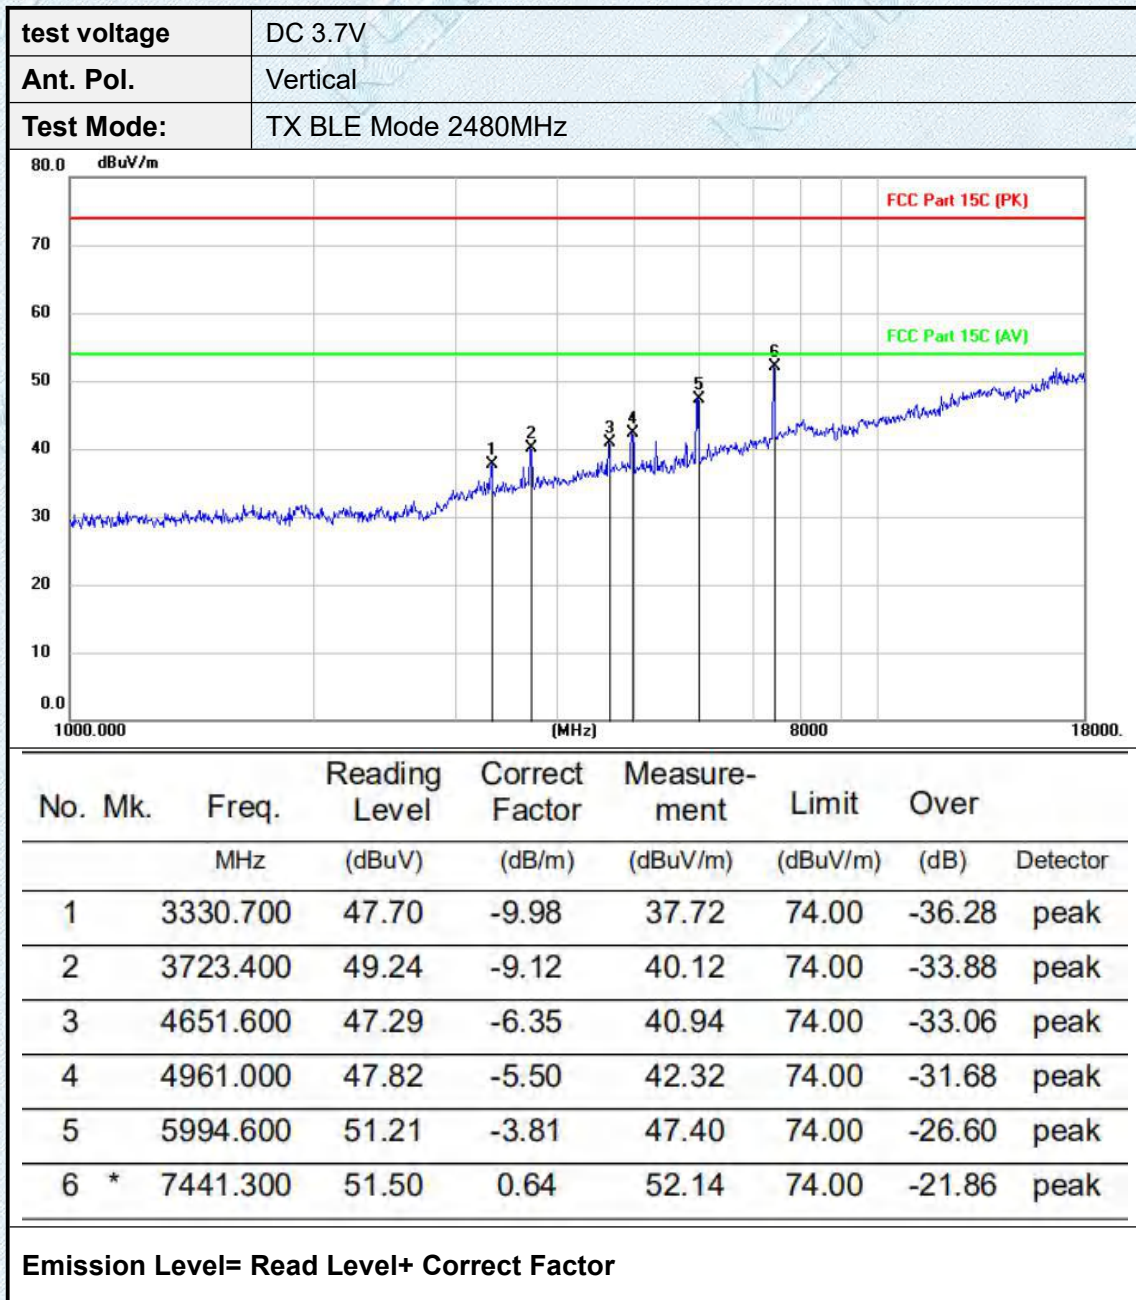 test voltage DC 3.7V
Ant. Pol. Vertical
Test Mode: TX BLE Mode 2480MHz
80.0 dBuV/m
FCC Part 15C (PK)
70
60
FCC Part 15C (AV)
50
40
30
20
10
0.0
1 2 3 4 5 6
1000.000 (MHz) 8000 18000.
No. Mk. Freq. Reading Level Correct Factor Measure-ment Limit Over
MHz (dBuV) (dB/m) (dBuV/m) (dBuV/m) (dB) Detector
1 3330.700 47.70 -9.98 37.72 74.00 -36.28 peak
2 3723.400 49.24 -9.12 40.12 74.00 -33.88 peak
3 4651.600 47.29 -6.35 40.94 74.00 -33.06 peak
4 4961.000 47.82 -5.50 42.32 74.00 -31.68 peak
5 5994.600 51.21 -3.81 47.40 74.00 -26.60 peak
6 * 7441.300 51.50 0.64 52.14 74.00 -21.86 peak
Emission Level= Read Level+ Correct Factor